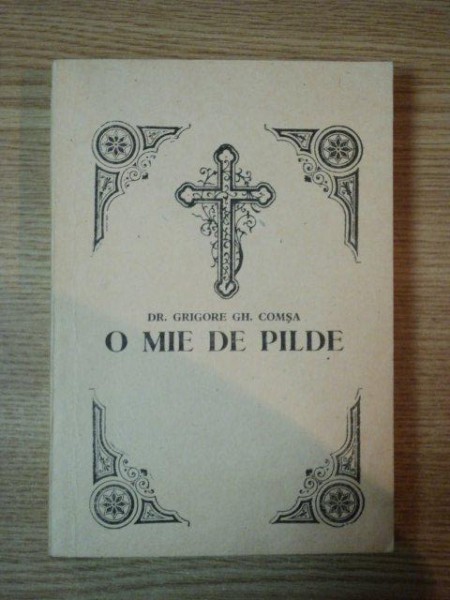 DR. GRIGORE GH. COMŞA
O MIE DE PILDE